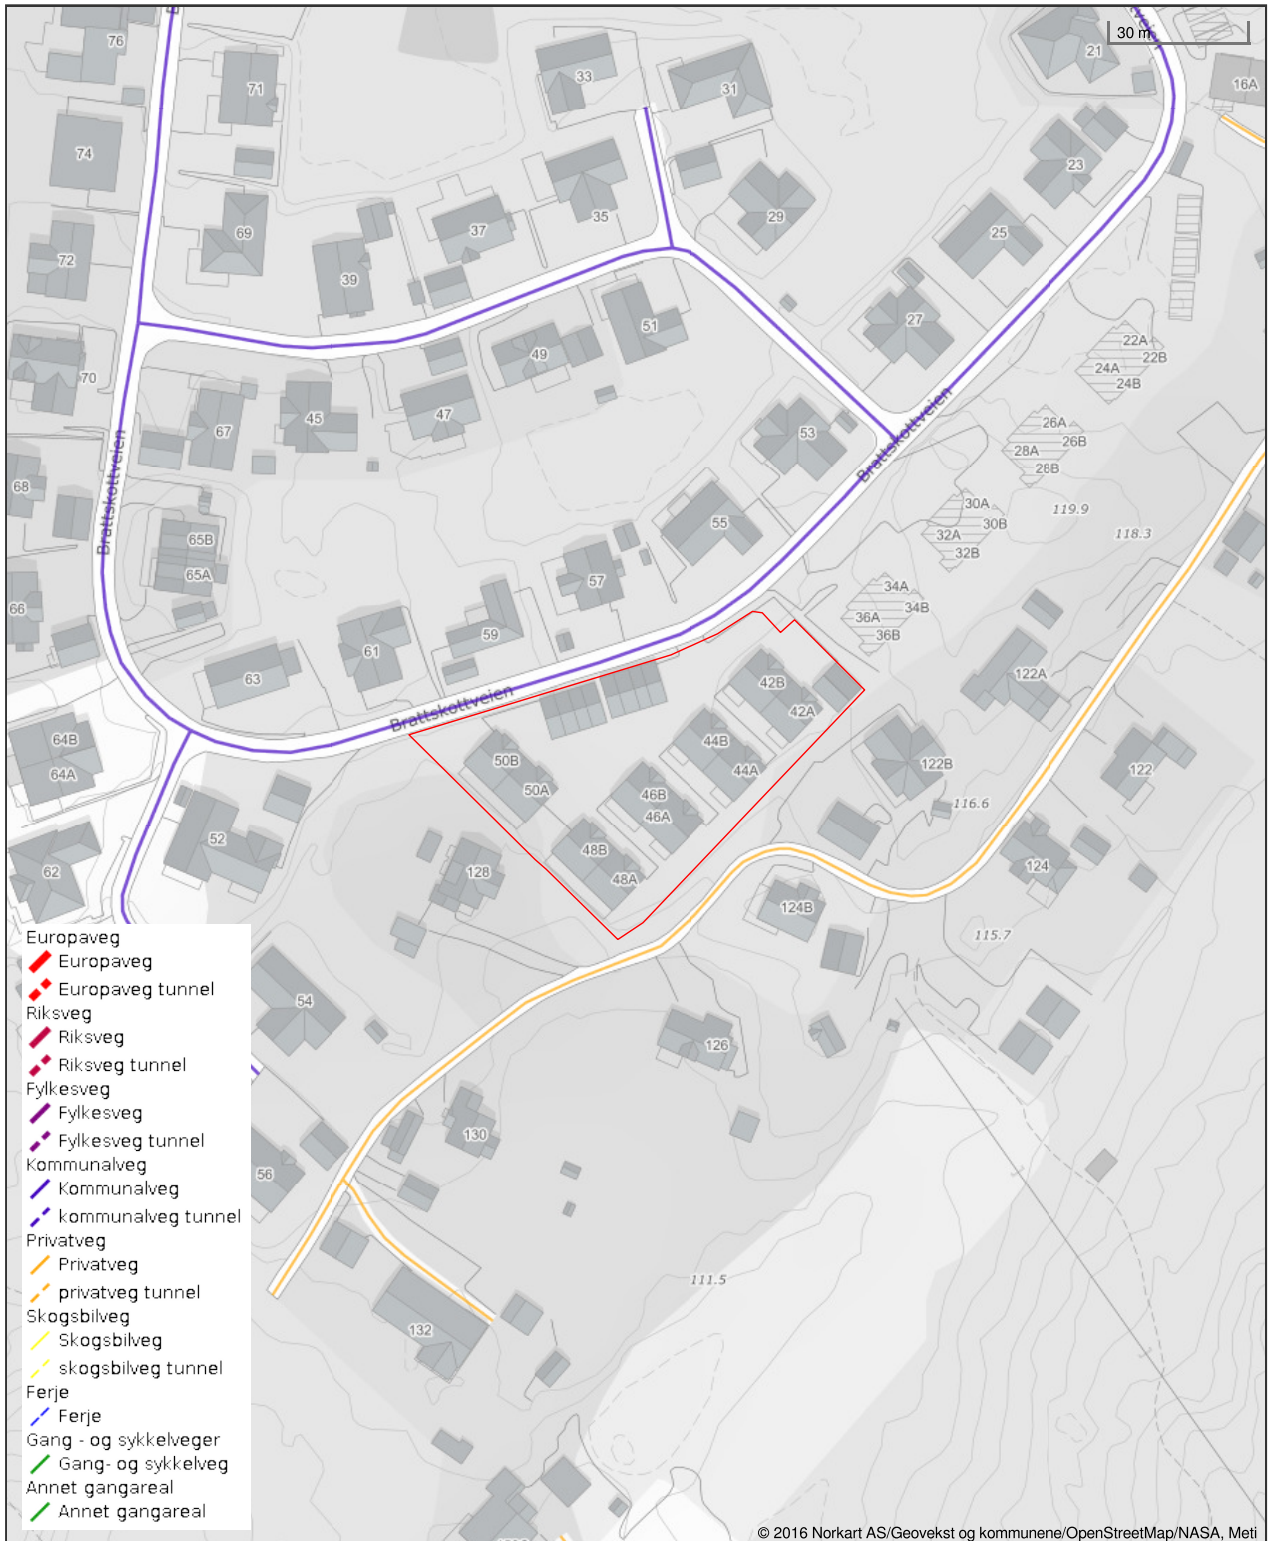 76
33
31
21
30 m
16A
71
74
23
69
37
35
29
25
72
39
27
51
49
22A
22B
24A
24B
70
67
45
47
53
26A
26B
28A
28B
Brattskottveien
Brattskottveien
68
65B
65A
55
30A
30B
32A
32B
119.9
118.3
57
34A
34B
36A
36B
66
59
61
63
Brattskottveien
42B
42A
122A
64B
64A
50B
50A
44B
44A
122B
122
46B
46A
116.6
52
62
128
48B
48A
124
124B
115.7
54
126
130
56
111.5
132
Europaveg
Europaveg
Europaveg tunnel
Riksveg
Riksveg
Riksveg tunnel
Fylkesveg
Fylkesveg
Fylkesveg tunnel
Kommunalveg
Kommunalveg
kommunalveg tunnel
Privatveg
Privatveg
privatveg tunnel
Skogsbilveg
Skogsbilveg
skogsbilveg tunnel
Ferje
Ferje
Gang - og sykkelveger
Gang- og sykkelveg
Annet gangareal
Annet gangareal
© 2016 Norkart AS/Geovekst og kommunene/OpenStreetMap/NASA, Meti